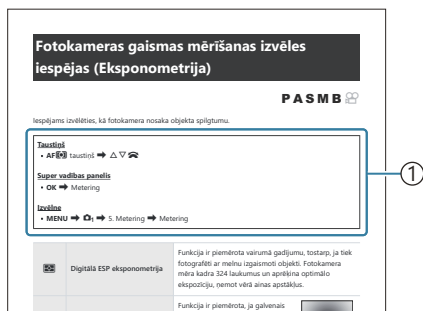 Fotokameras gaismas mērīšanas izvēles
iespējas (Eksponometrija)
PASMB
Iespējams izvēlēties, kā fotokamera nosaka objekta spilgtumu.
Taustiņš
• AF taustiņš ➡ △ ▽
Super vadības panelis
• OK ➡ Metering
Izvēlne
• MENU ➡ 1 ➡ 5. Metering ➡ Metering
1
Digitālā ESP eksponometrija
Funkcija ir piemērota vairumā gadījumu, tostarp, ja tiek
fotografēti ar melnu izgaismoti objekti. Fotokamera
mēra kadra 324 laukumus un aprēķina optimālo
ekspozīciju, ņemot vērā ainas apstākļus.
Funkcija ir piemērota, ja galvenais